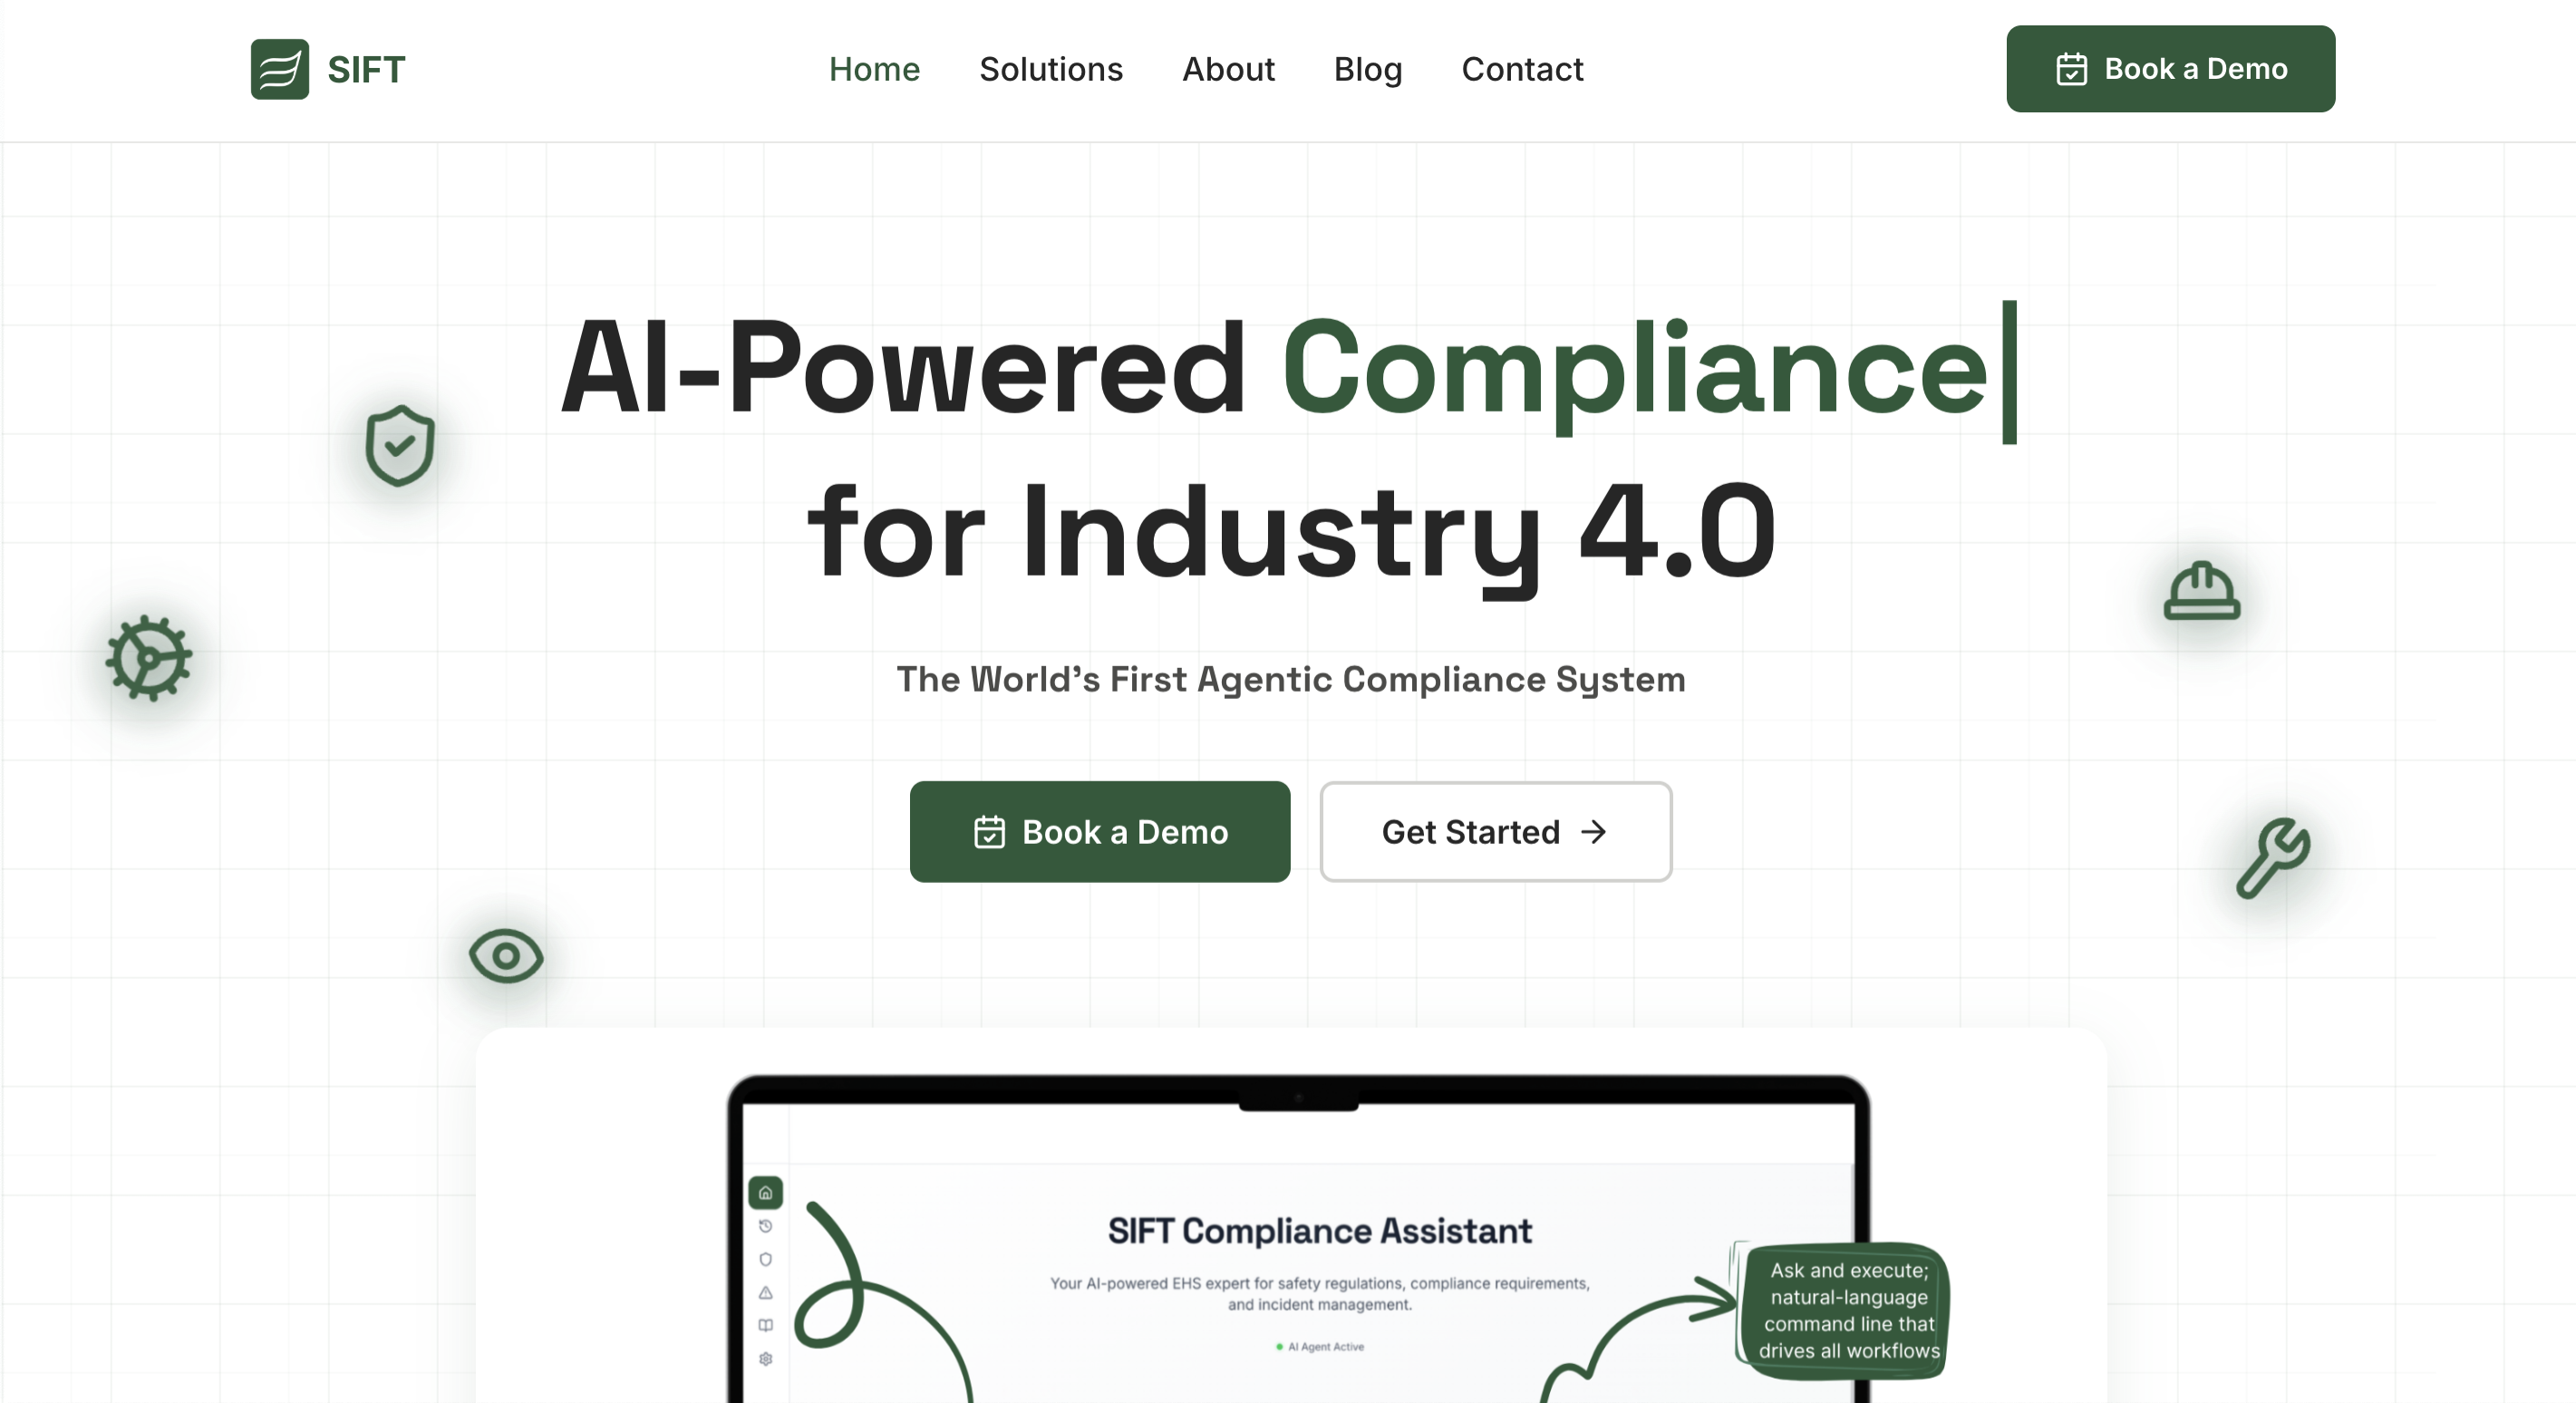 SIFT
Home
Solutions
About
Blog
Contact
Book a Demo
AI-Powered Compliance
for Industry 4.0
The World's First Agentic Compliance System
Book a Demo
Get Started
SIFT Compliance Assistant
Your AI-powered EHS expert for safety regulations, compliance requirements,
and incident management.
AI Agent Active
Ask and execute;
natural-language
command line that
drives all workflows